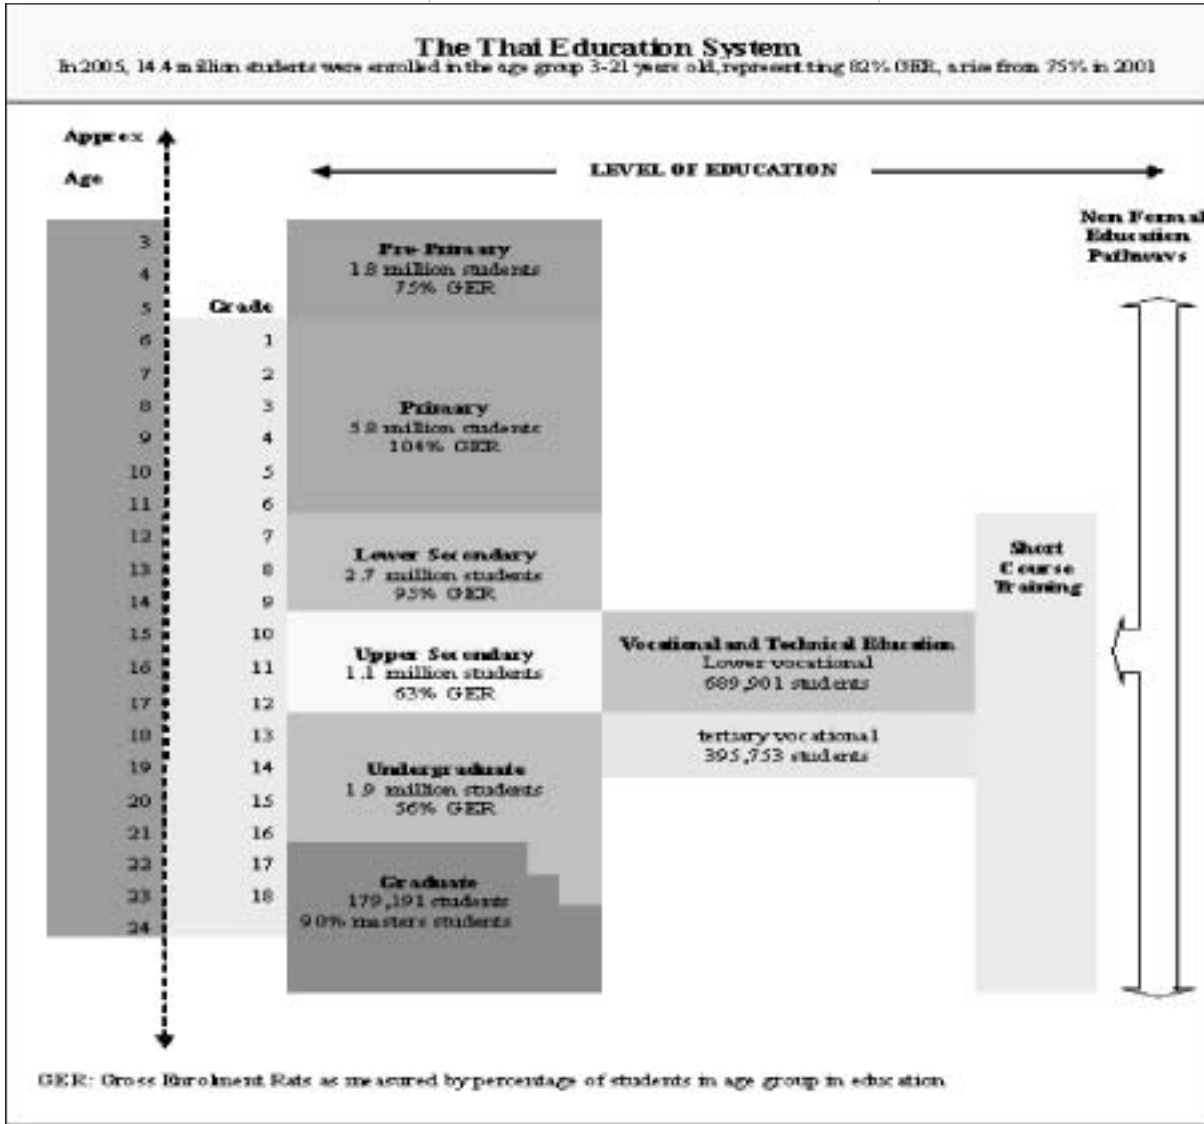 The Thai Education System
In 2005, 14.4 million students were enrolled in the age group 3-21 years old, representting 82% GER, a rise from 75% in 2001
Apprex
Age
LEVEL OF EDUCATION
Non Formal
Education
Pathways
3
4
5
6
7
8
9
10
11
12
13
14
15
16
17
18
19
20
21
22
23
24
Grade
1
2
3
4
5
6
7
8
9
10
11
12
13
14
15
16
17
18
Pre-Primary
1.8 million students
75% GER
Primary
5.8 million students
104% GER
Lower Secondary
2.7 million students
95% GER
Upper Secondary
1.1 million students
63% GER
Undergraduate
1.9 million students
56% GER
Graduate
179,191 students
90% masters students
Vocational and Technical Education
Lower vocational
689,901 students
tertiary vocational
395,753 students
Short
Course
Training
GER: Gross Enrolment Rats as measured by percentage of students in age group in education